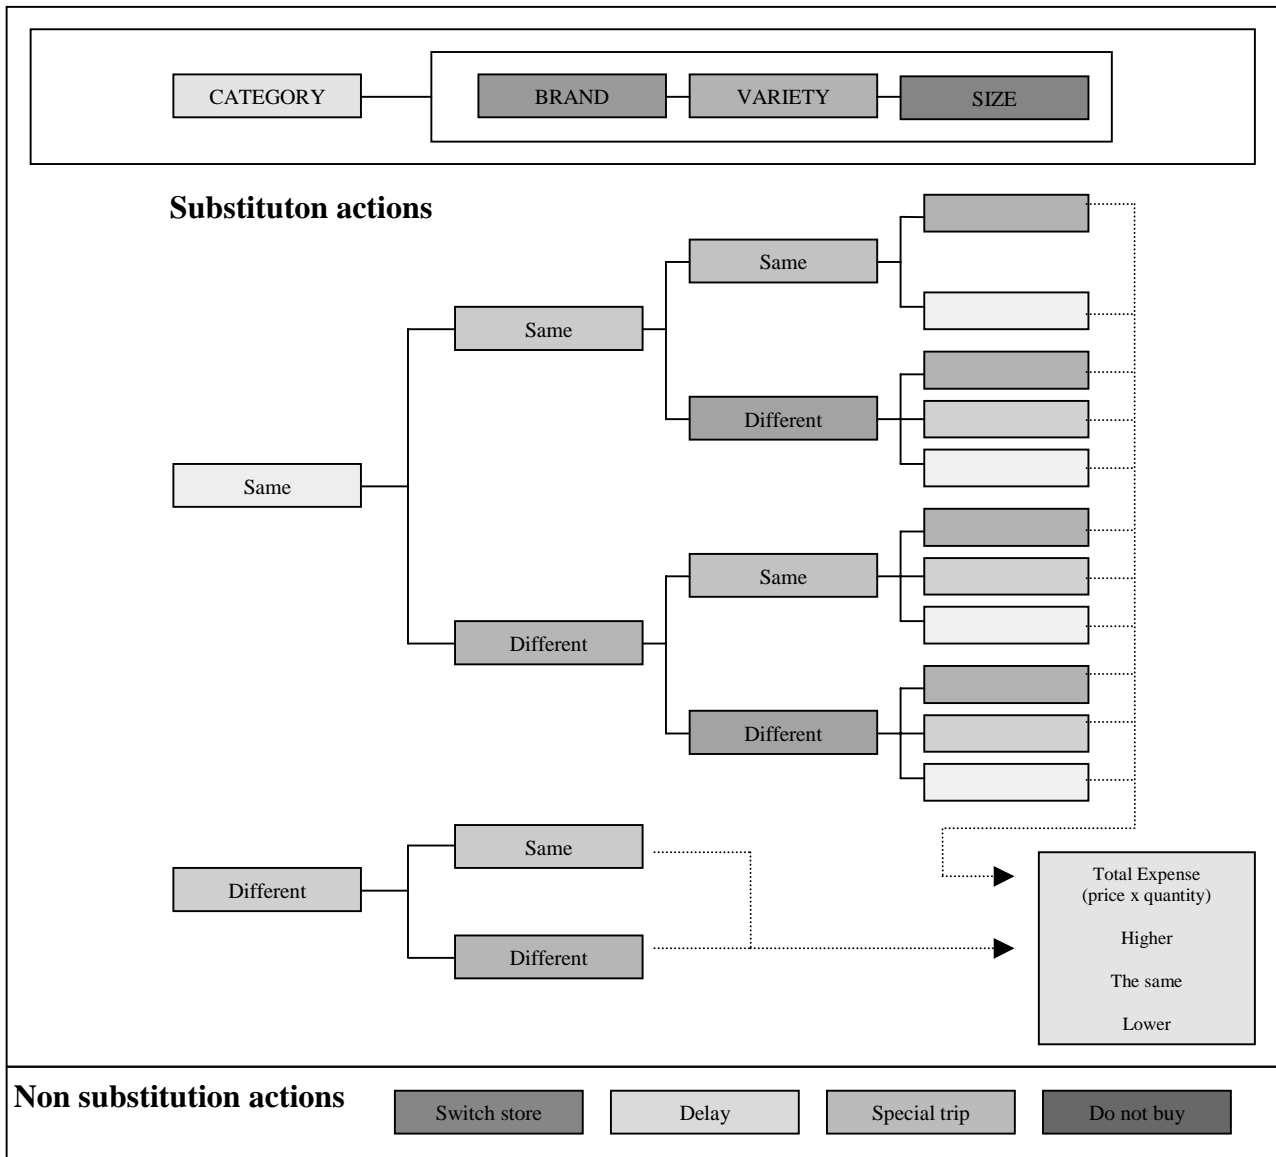 CATEGORY
BRAND
VARIETY
SIZE
Substituton actions
Same
Same
Different
Same
Same
Different
Different
Same
Different
Different
Same
Different
Total Expense
(price x quantity)
Higher
The same
Lower
Non substitution actions
Switch store
Delay
Special trip
Do not buy